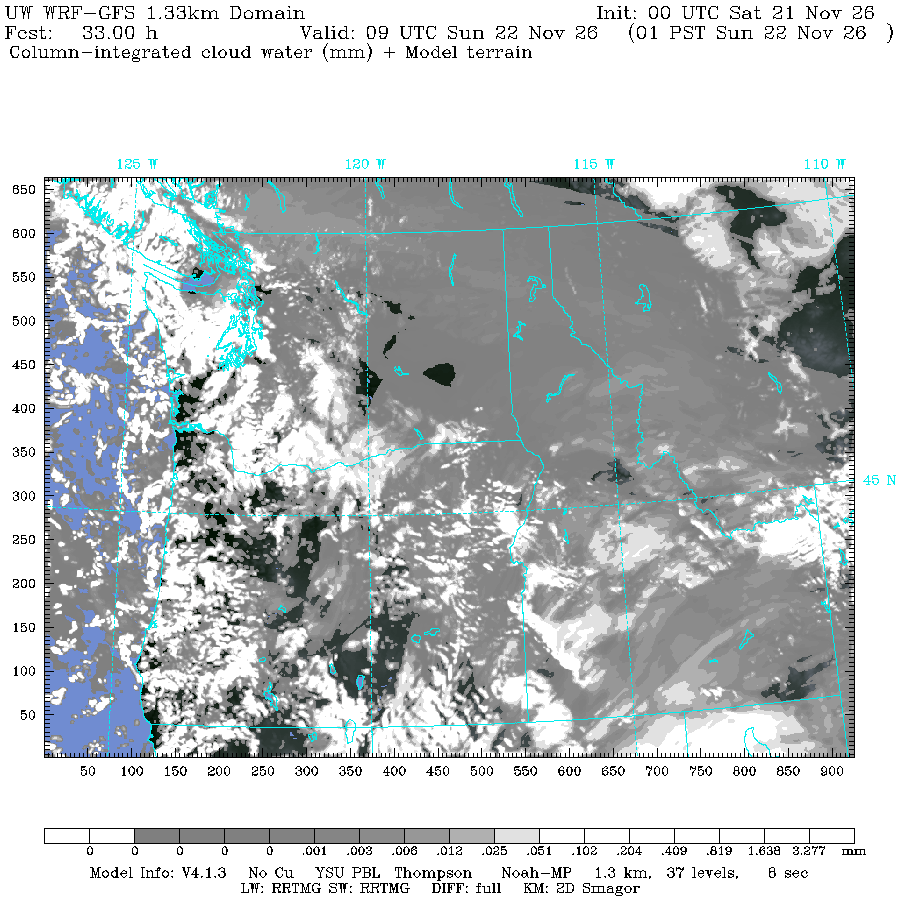 UW WRF-GFS 1.33km Domain Init: 00 UTC Sat 21 Nov 26
Fcst: 33.00 h Valid: 09 UTC Sun 22 Nov 26 (01 PST Sun 22 Nov 26 )
Column-integrated cloud water (mm) + Model terrain
125 W 120 W 115 W 110 W
650
600
550
500
450
400
350
45 N
300
250
200
150
100
50
50 100 150 200 250 300 350 400 450 500 550 600 650 700 750 800 850 900
0 0 0 0 0 .001 .003 .006 .012 .025 .051 .102 .204 .409 .819 1.638 3.277 mm
Model Info: V4.1.3 No Cu YSU PBL Thompson Noah-MP 1.3 km, 37 levels, 8 sec
LW: RRTMG SW: RRTMG DIFF: full KM: 2D Smagor